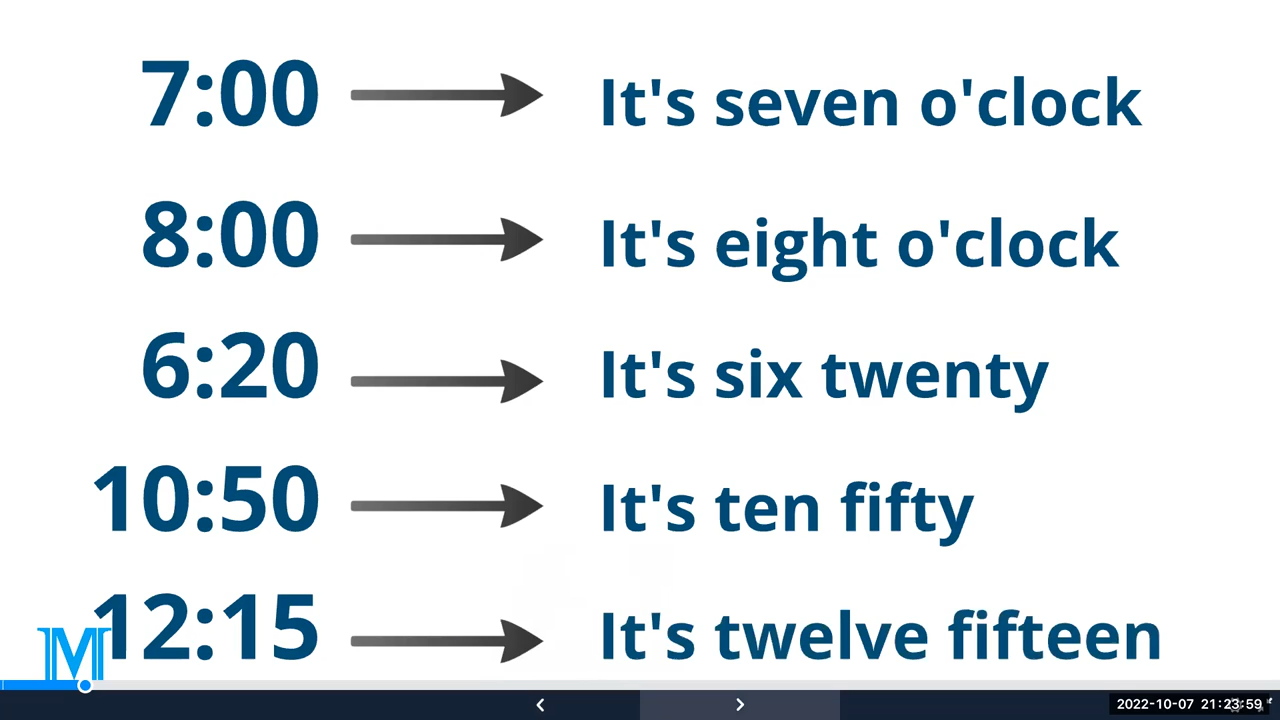 7:00 It's seven o'clock
8:00 It's eight o'clock
6:20 It's six twenty
10:50 It's ten fifty
12:15 It's twelve fifteen
M
2022-10-07 21:23:59